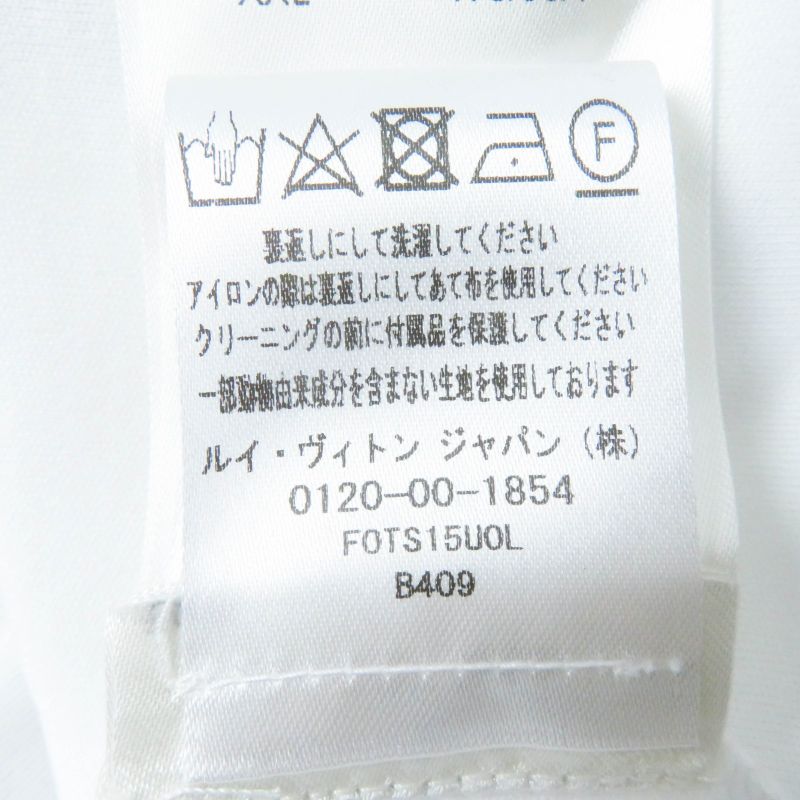 F
裏返しにして洗濯してください
アイロンの際は裏返しにしてあて布を使用してください
クリーニングの前に付属品を保護してください
一部動物由来成分を含まない生地を使用しております
ルイ・ヴィトン ジャパン (株)
0120-00-1854
FOTS15UOL
B409